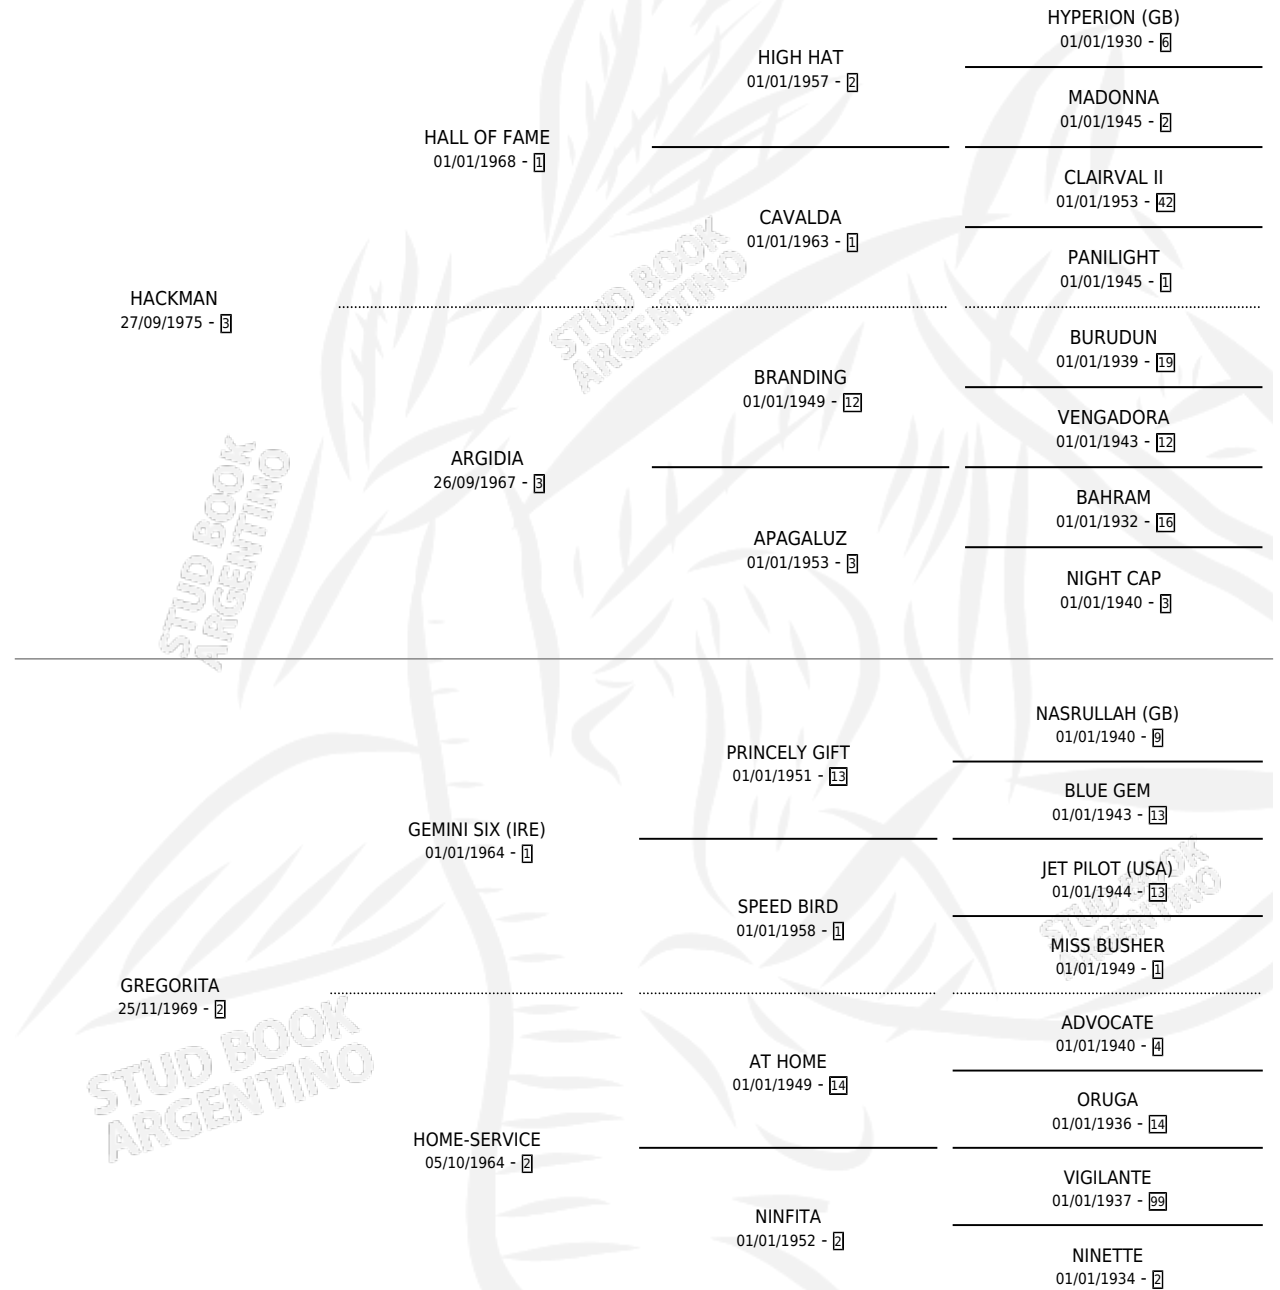 HYPERION (GB)
01/01/1930 - 6
HIGH HAT
01/01/1957 - 2
MADONNA
01/01/1945 - 2
HALL OF FAME
01/01/1968 - 1
CLAIRVAL II
01/01/1953 - 42
CAVALDA
01/01/1963 - 1
PANILIGHT
01/01/1945 - 1
HACKMAN
27/09/1975 - 3
BURUDUN
01/01/1939 - 19
BRANDING
01/01/1949 - 12
VENGADORA
01/01/1943 - 12
ARGIDIA
26/09/1967 - 3
BAHRAM
01/01/1932 - 16
APAGALUZ
01/01/1953 - 3
NIGHT CAP
01/01/1940 - 3
NASRULLAH (GB)
01/01/1940 - 9
PRINCELY GIFT
01/01/1951 - 13
BLUE GEM
01/01/1943 - 13
GEMINI SIX (IRE)
01/01/1964 - 1
JET PILOT (USA)
01/01/1944 - 13
SPEED BIRD
01/01/1958 - 1
MISS BUSHER
01/01/1949 - 1
GREGORITA
25/11/1969 - 2
ADVOCATE
01/01/1940 - 4
AT HOME
01/01/1949 - 14
ORUGA
01/01/1936 - 14
HOME-SERVICE
05/10/1964 - 2
VIGILANTE
01/01/1937 - 99
NINFITA
01/01/1952 - 2
NINETTE
01/01/1934 - 2
STUD BOOK
ARGENTINO
STUD BOOK
ARGENTINO
STUD BOOK
ARGENTINO
STUD BOOK
ARGENTINO